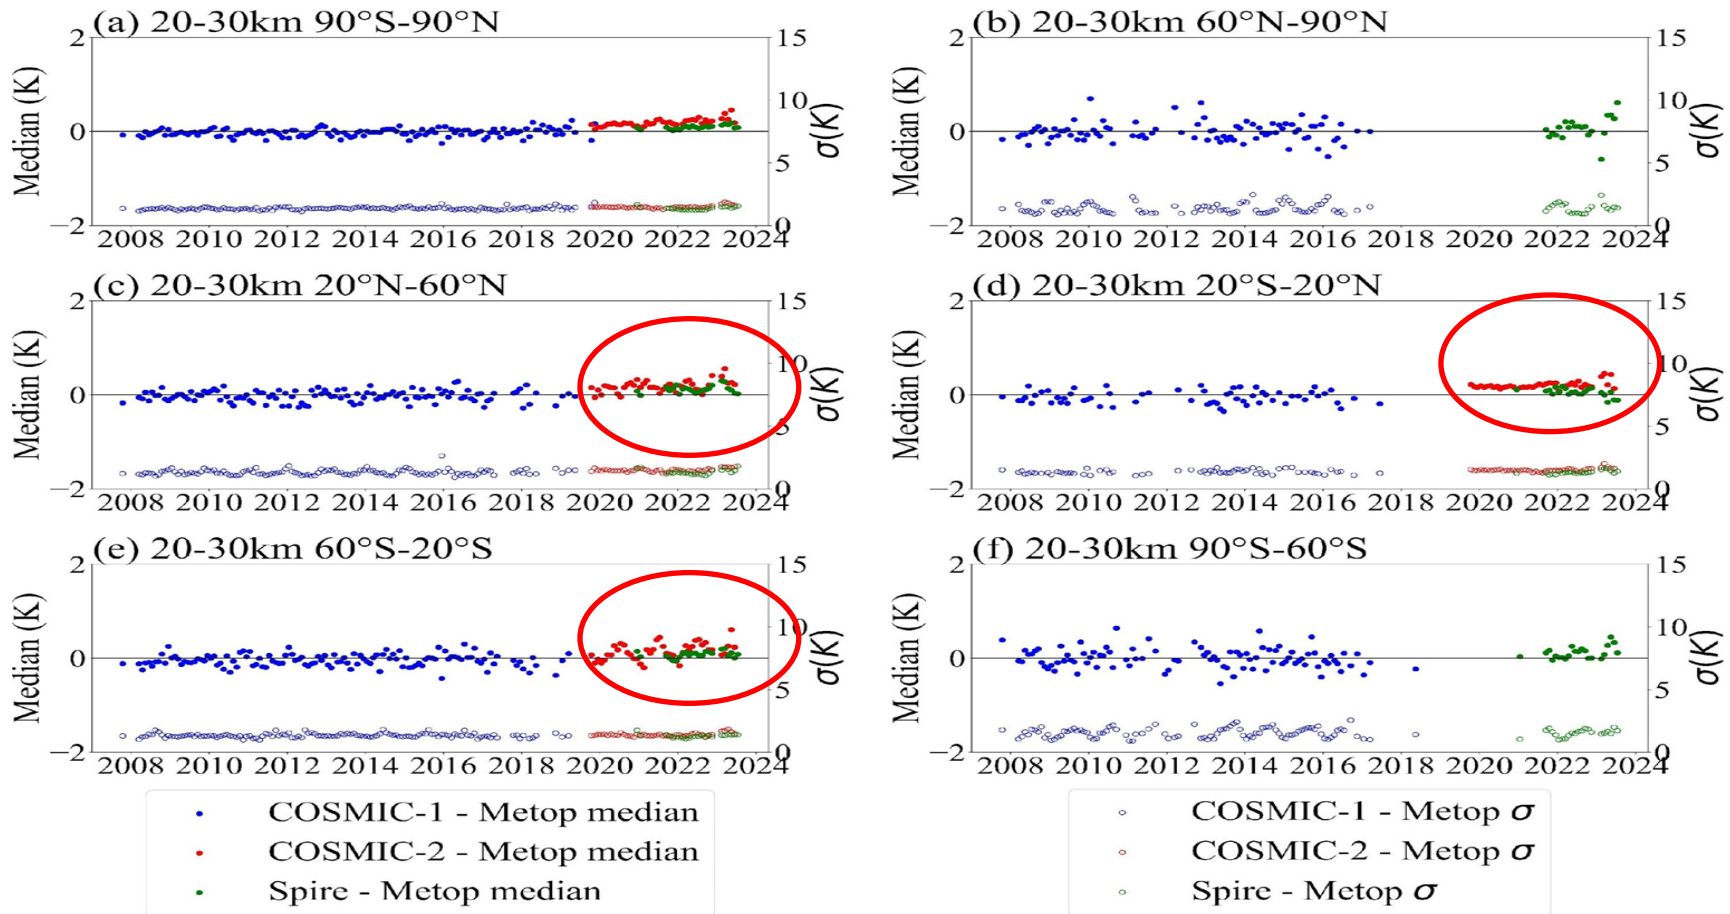 (a) 20-30km 90°S-90°N
2
15
Median (K)
0
10
σ(K)
5
−2
0
2008 2010 2012 2014 2016 2018 2020 2022 2024
(b) 20-30km 60°N-90°N
2
15
Median (K)
0
10
σ(K)
5
−2
0
2008 2010 2012 2014 2016 2018 2020 2022 2024
(c) 20-30km 20°N-60°N
2
15
Median (K)
0
10
σ(K)
5
−2
0
2008 2010 2012 2014 2016 2018 2020 2022 2024
(d) 20-30km 20°S-20°N
2
15
Median (K)
0
10
σ(K)
5
−2
0
2008 2010 2012 2014 2016 2018 2020 2022 2024
(e) 20-30km 60°S-20°S
2
15
Median (K)
0
10
σ(K)
5
−2
0
2008 2010 2012 2014 2016 2018 2020 2022 2024
(f) 20-30km 90°S-60°S
2
15
Median (K)
0
10
σ(K)
5
−2
0
2008 2010 2012 2014 2016 2018 2020 2022 2024
COSMIC-1 - Metop median
COSMIC-2 - Metop median
Spire - Metop median
COSMIC-1 - Metop σ
COSMIC-2 - Metop σ
Spire - Metop σ